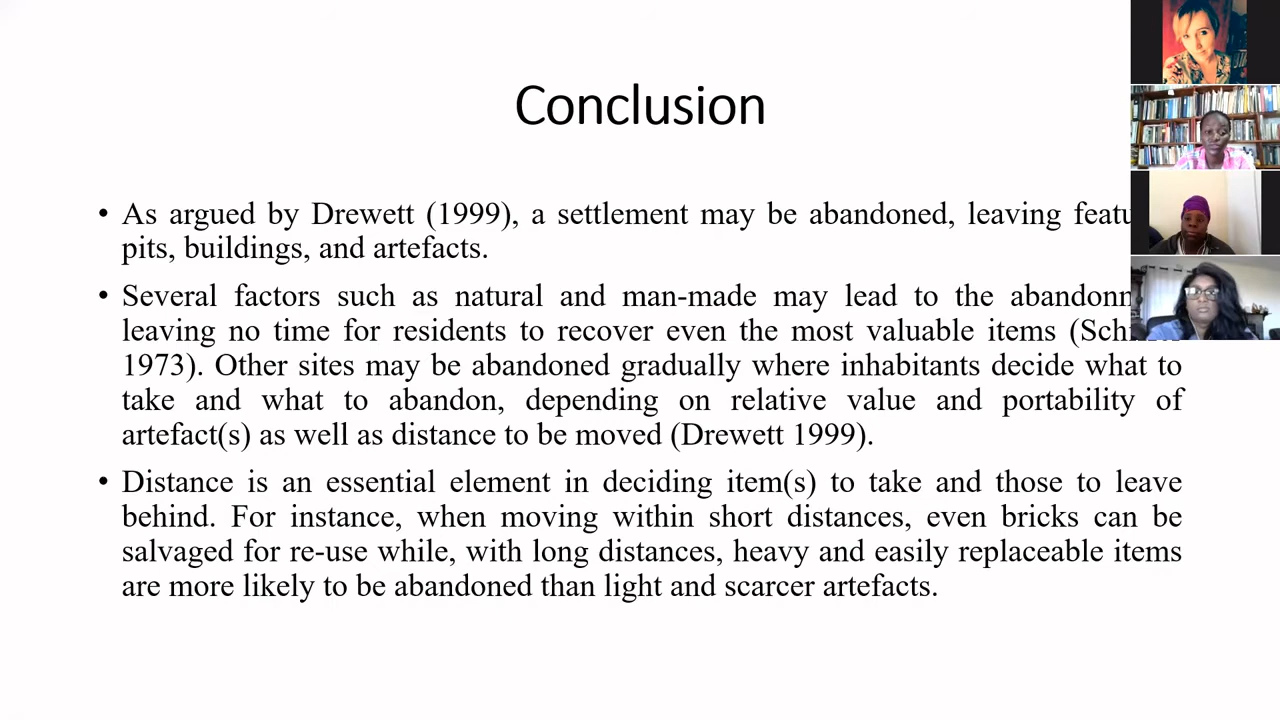 Conclusion
• As argued by Drewett (1999), a settlement may be abandoned, leaving
pits, buildings, and artefacts.
• Several factors such as natural and man-made may lead to the
leaving no time for residents to recover even the most valuable items
1973). Other sites may be abandoned gradually where inhabitants decide what to
take and what to abandon, depending on relative value and portability of
artefact(s) as well as distance to be moved (Drewett 1999).
• Distance is an essential element in deciding item(s) to take and those to leave
behind. For instance, when moving within short distances, even bricks can be
salvaged for re-use while, with long distances, heavy and easily replaceable items
are more likely to be abandoned than light and scarcer artefacts.